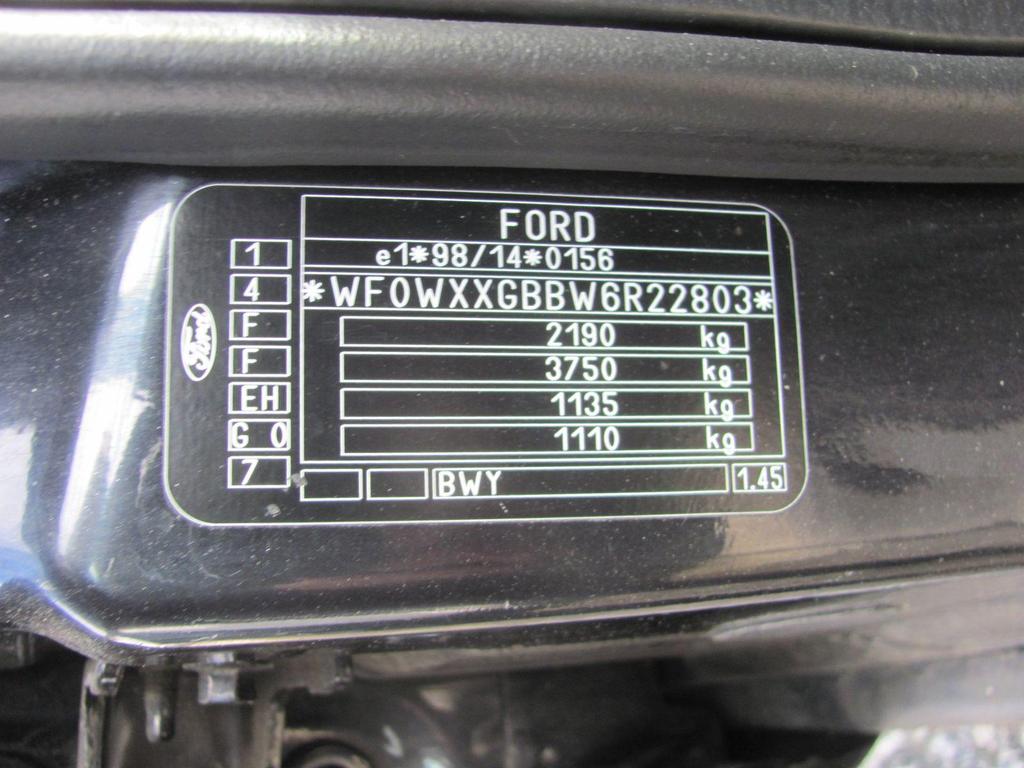 FORD
1 e1*98/14*0156
4 *WF0WXXGBBW6R22803*
F 2190 kg
Ford
F 3750 kg
EH 1135 kg
G 0 1110 kg
7 BWY 1.45